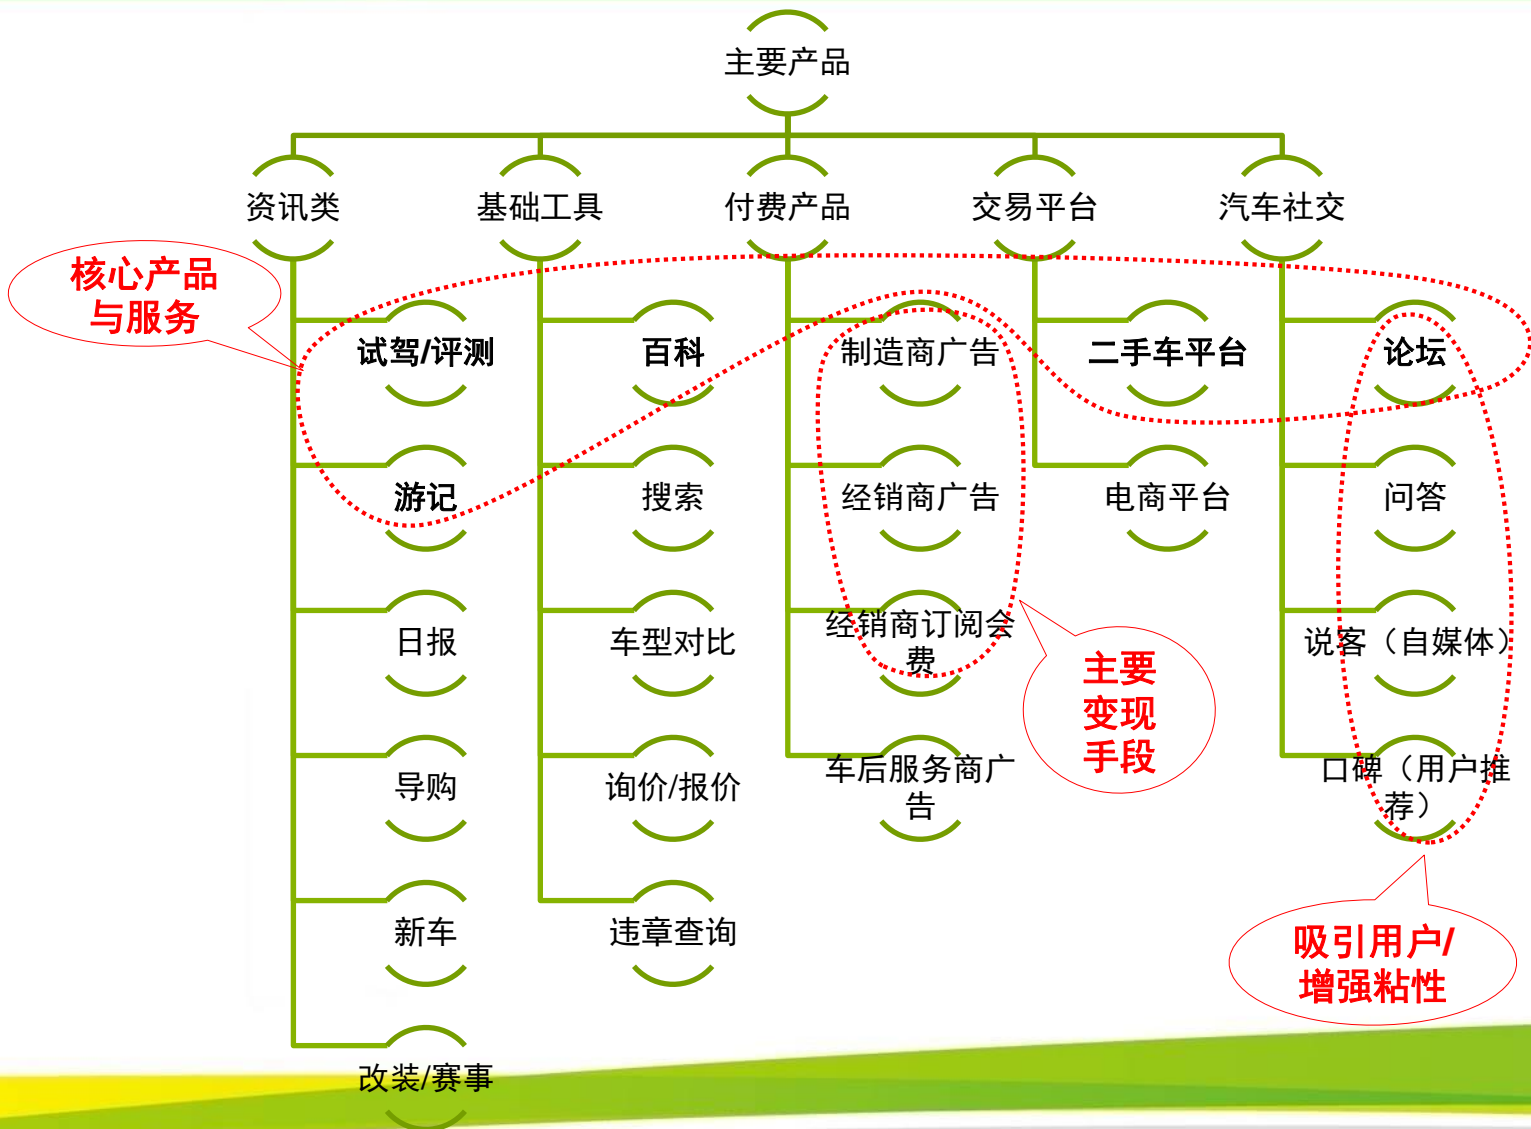 主要产品
资讯类
基础工具
付费产品
交易平台
汽车社交
核心产品
与服务
试驾/评测
百科
制造商广告
二手车平台
论坛
游记
搜索
经销商广告
电商平台
问答
日报
车型对比
经销商订阅会
费
说客（自媒体）
主要
变现
手段
导购
询价/报价
车后服务商广
告
口碑（用户推
荐）
新车
违章查询
吸引用户/
增强粘性
改装/赛事